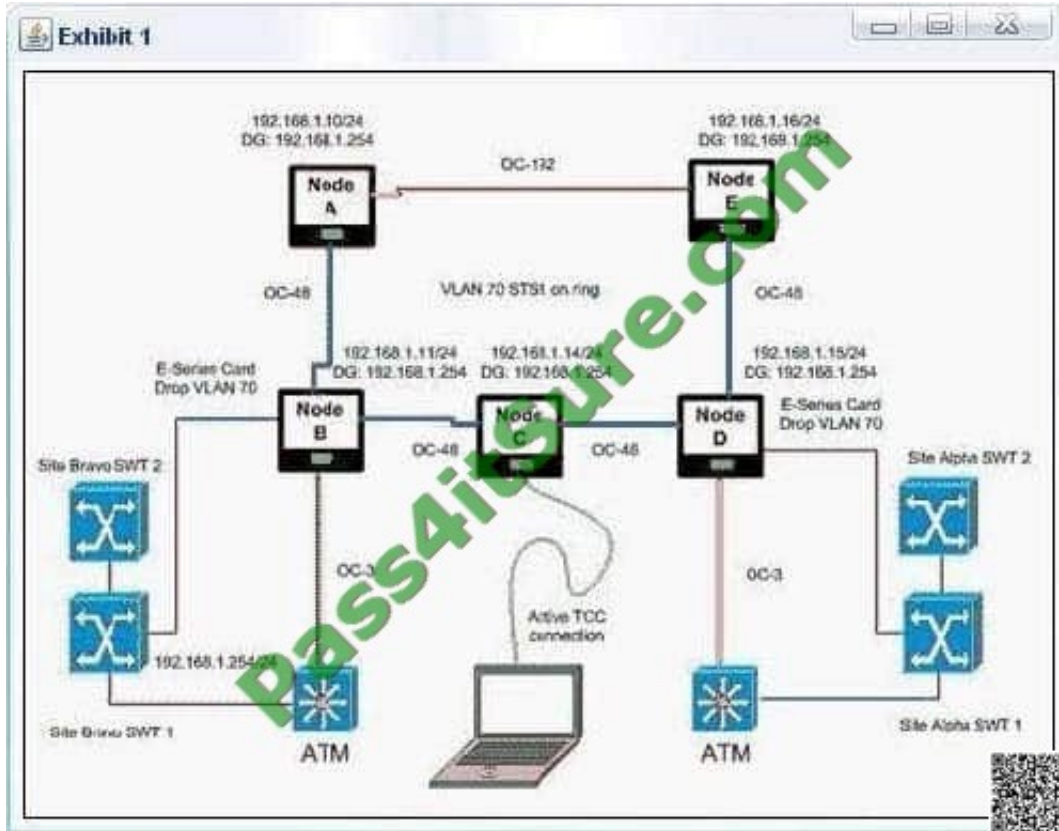 Exhibit 1
192.168.1.10/24
DG: 192.168.1.254
192.168.1.16/24
DG: 192.168.1.254
OC-192
Node
A
Node
E
OC-48
VLAN 70 STS1 on ring
OC-48
E-Series Card
Drop VLAN 70
192.168.1.11/24
DG: 192.168.1.254
192.168.1.14/24
DG: 192.168.1.254
192.168.1.15/24
DG: 192.168.1.254
E-Series Card
Drop VLAN 70
Node
B
Node
C
Node
D
OC-48
OC-48
Site Bravo SWT 2
Site Alpha SWT 2
OC-3
OC-3
Active TCC
connection
192.168.1.254/24
Site Bravo SWT 1
Site Alpha SWT 1
ATM
ATM
pass4itsure.com